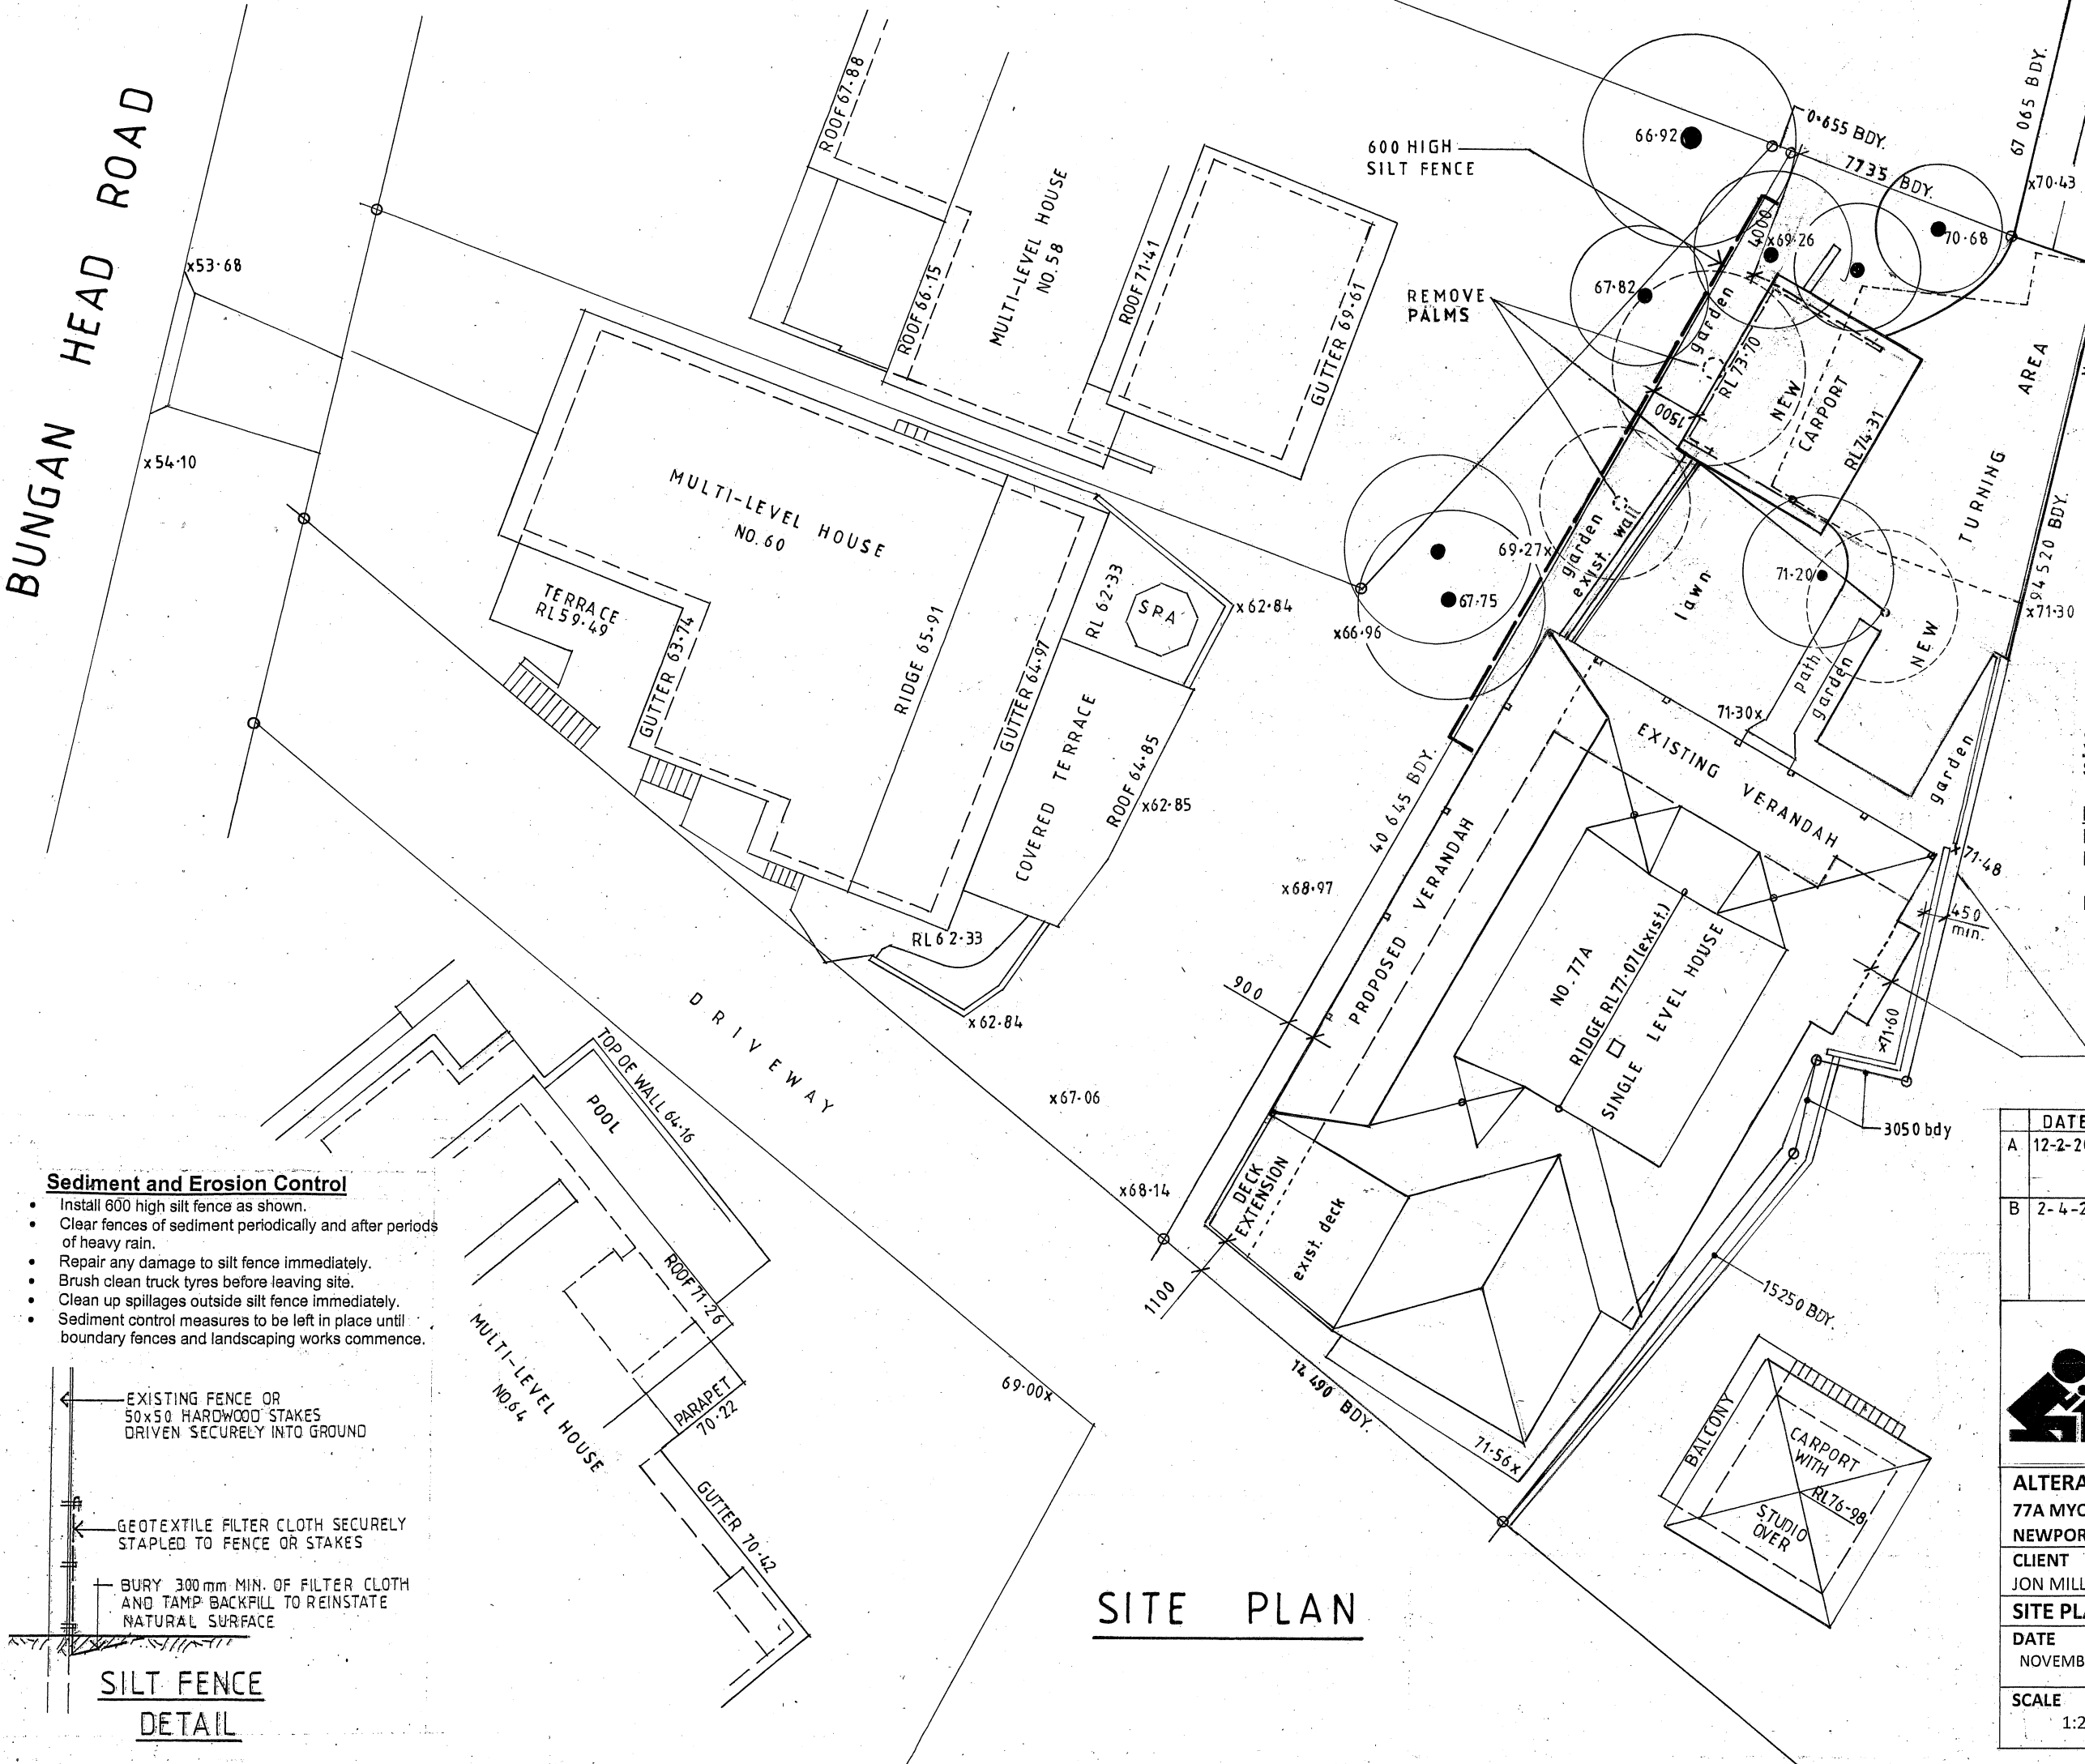 BUNGAN HEAD ROAD
x53·68
x54·10
ROOF 67·88
ROOF 66·15
MULTI-LEVEL HOUSE
NO.58
ROOF 71·41
GUTTER 69·61
600 HIGH
SILT FENCE
REMOVE
PALMS
66·92
0·655 BDY.
7735 BDY.
67 065 BDY.
x70·43
4000
x69·26
70·68
67·82
garden
RL 73·70
NEW
CARPORT
RL74·31
1500
TURNING AREA
NEW
94 520 BDY.
x71·30
MULTI-LEVEL HOUSE
NO.60
TERRACE
RL59·49
GUTTER 63·74
RIDGE 65·91
GUTTER 64·97
RL 62·33
SPA
x62·84
COVERED TERRACE
ROOF 64·85
x62·85
RL62·33
x62·84
69·27x
67·75
x66·96
garden
exist. wall
lawn
71·20
path
garden
71·30x
garden
EXISTING VERANDAH
x71·48
450
min.
40 645 BDY.
x68·97
PROPOSED VERANDAH
900
NO.77A
RIDGE RL77·07(exist.)
SINGLE LEVEL HOUSE
x71·60
3050 bdy
DRIVEWAY
x67·06
x68·14
DECK
EXTENSION
exist. deck
1100
14 490 BDY.
71·56x
15250 BDY.
69·00x
TOP OF WALL 64·16
POOL
ROOF 71·26
MULTI-LEVEL HOUSE
NO.64
PARAPET
70·22
GUTTER 70·42
BALCONY
CARPORT
WITH
RL76-98
STUDIO
OVER
Sediment and Erosion Control
• Install 600 high silt fence as shown.
• Clear fences of sediment periodically and after periods
of heavy rain.
• Repair any damage to silt fence immediately.
• Brush clean truck tyres before leaving site.
• Clean up spillages outside silt fence immediately.
• Sediment control measures to be left in place until
boundary fences and landscaping works commence.
EXISTING FENCE OR
50x50 HARDWOOD STAKES
DRIVEN SECURELY INTO GROUND
GEOTEXTILE FILTER CLOTH SECURELY
STAPLED TO FENCE OR STAKES
BURY 300mm MIN. OF FILTER CLOTH
AND TAMP BACKFILL TO REINSTATE
NATURAL SURFACE
SILT FENCE
DETAIL
SITE PLAN
DATE
A 12-2-20
B 2-4-2
ALTERA
77A MYO
NEWPOR
CLIENT
JON MILL
SITE PLA
DATE
NOVEMB
SCALE
1:2